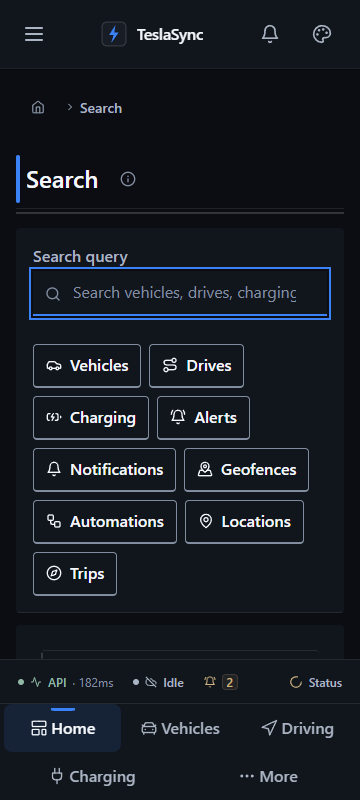 TeslaSync
Search
Search
Search query
Search vehicles, drives, charging
Vehicles
Drives
Charging
Alerts
Notifications
Geofences
Automations
Locations
Trips
API · 182ms
Idle
2
Status
Home
Vehicles
Driving
Charging
More